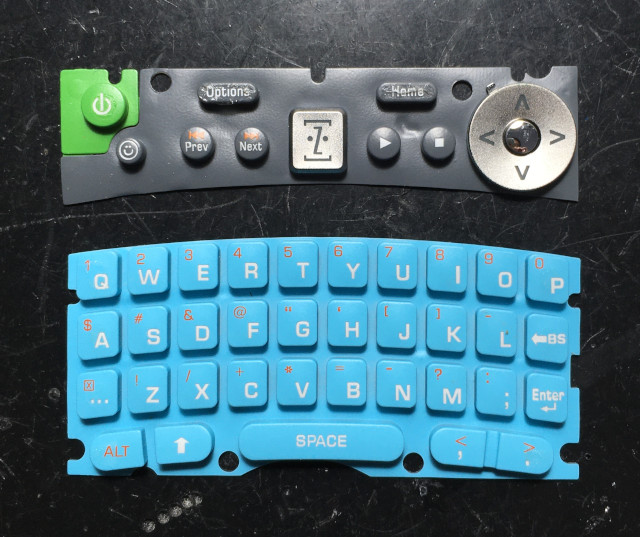 Options Home
Prev Next
Z
1 2 3 4 5 6 7 8 9 0
Q W E R T Y U I O P
$ # & @ “ ' [ ] -
A S D F G H J K L BS
! / + * = - ? :
... Z X C V B N M ; Enter
ALT SPACE < , > .